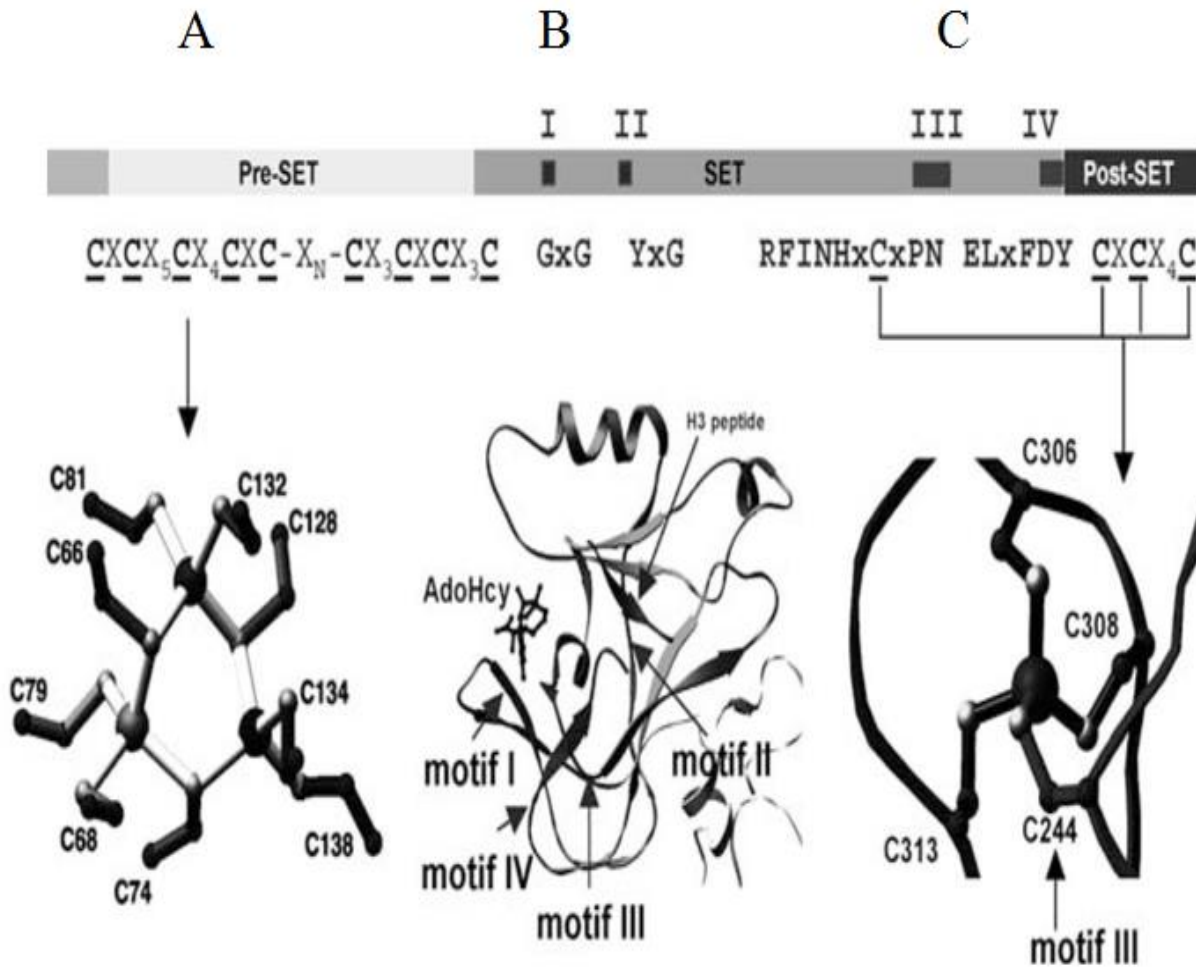 A B C
I II III IV
Pre-SET SET Post-SET
CXCX₅CX₄CXC-X_N-CX₃CXCX₃C GxG YxG RFINHxCxPN ELxFDY CXCX₄C
H3 peptide
C306
C81 C132
C128
C66
AdoHcy
C308
C79
C134
motif I motif II
C68
C138
C74
C313 C244
motif IV
motif III
motif III